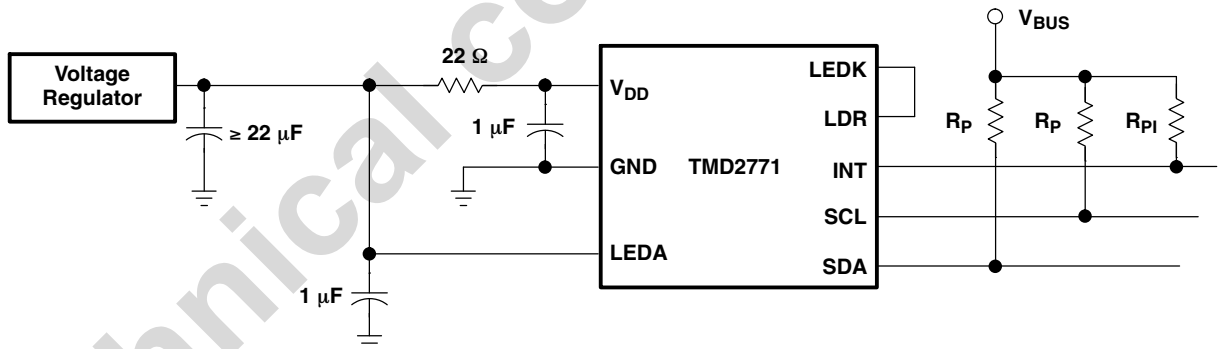 V_BUS
Voltage
Regulator
22 Ω
≥ 22 μF
1 μF
1 μF
V_DD
GND
LEDA
TMD2771
LEDK
LDR
INT
SCL
SDA
R_P
R_P
R_PI